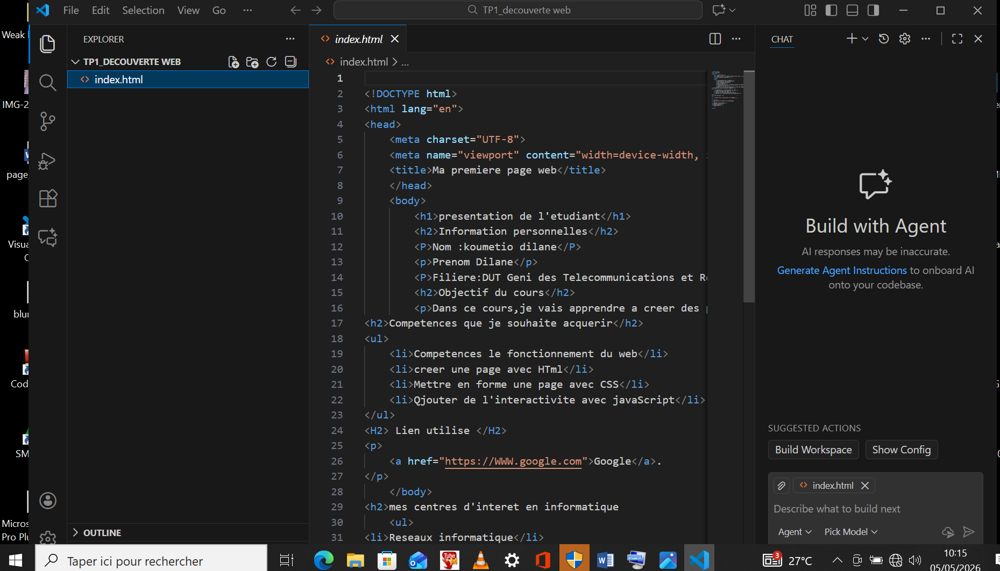 File Edit Selection View Go ···
TP1_decouverte web
Weak
IMG-2
page_
Visua
C
blur
Cod
SM
Micros
Pro Plu
EXPLORER
TP1_DECOUVERTE WEB
index.html
OUTLINE
index.html
index.html > ...
1
2 <!DOCTYPE html>
3 <html lang="en">
4 <head>
5 <meta charset="UTF-8">
6 <meta name="viewport" content="width=device-width,
7 <title>Ma premiere page web</title>
8 </head>
9 <body>
10 <h1>presentation de l'etudiant</h1>
11 <h2>Information personnelles</h2>
12 <P>Nom :koumetio dilane</P>
13 <p>Prenom Dilane</p>
14 <P>Filiere:DUT Geni des Telecommunications et R
15 <h2>Objectif du cours</h2>
16 <p>Dans ce cours,je vais apprendre a creer des
17 <h2>Competences que je souhaite acquerir</h2>
18 <ul>
19 <li>Competences le fonctionnement du web</li>
20 <li>creer une page avec HTml</li>
21 <li>Mettre en forme une page avec CSS</li>
22 <li>Qjouter de l'interactivite avec javaScript</li>
23 </ul>
24 <H2> Lien utilise </H2>
25 <p>
26 <a href="https://WWW.google.com">Google</a>.
27 </p>
28 </body>
29 <h2>mes centres d'interet en informatique
30 <ul>
31 <li>Reseaux informatique</li>
CHAT
Build with Agent
AI responses may be inaccurate.
Generate Agent Instructions to onboard AI
onto your codebase.
SUGGESTED ACTIONS
Build Workspace Show Config
index.html
Describe what to build next
Agent Pick Model
Taper ici pour rechercher
Tube
3
27°C
10:15
05/05/2026